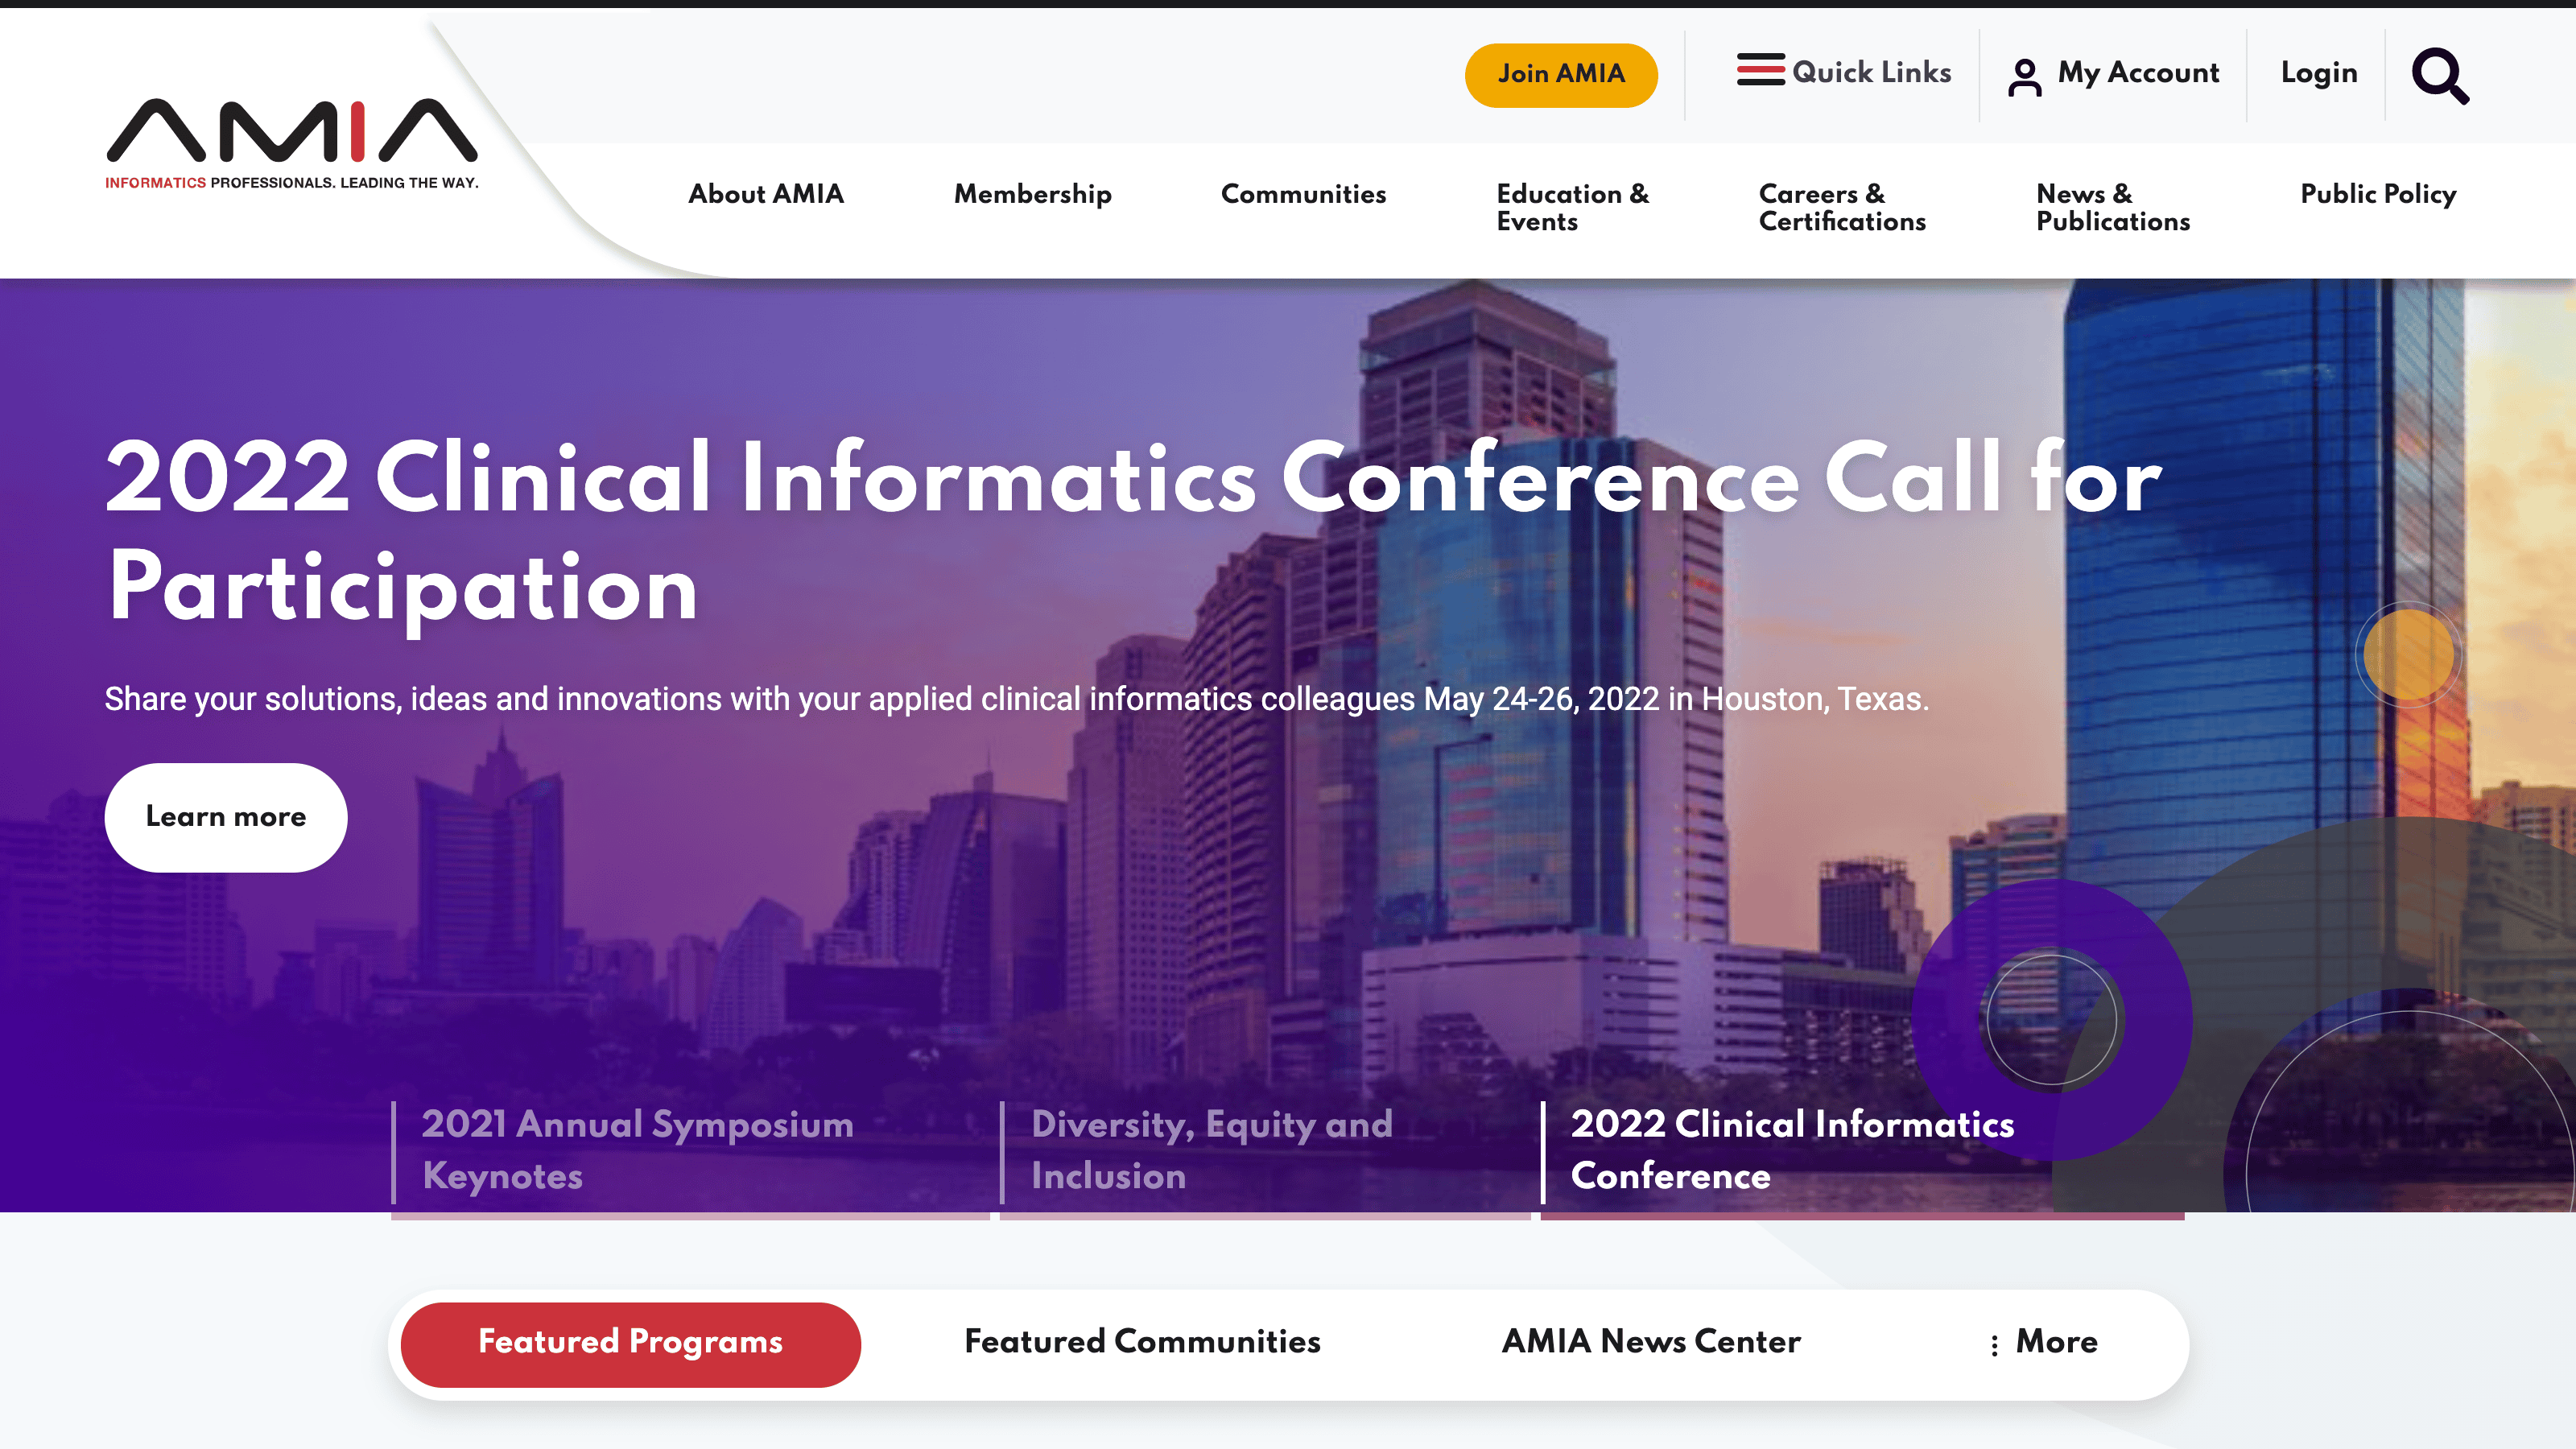 Join AMIA
Quick Links
My Account
Login
AMIA
INFORMATICS PROFESSIONALS. LEADING THE WAY.
About AMIA
Membership
Communities
Education &
Events
Careers &
Certifications
News &
Publications
Public Policy
2022 Clinical Informatics Conference Call for
Participation
Share your solutions, ideas and innovations with your applied clinical informatics colleagues May 24-26, 2022 in Houston, Texas.
Learn more
2021 Annual Symposium
Keynotes
Diversity, Equity and
Inclusion
2022 Clinical Informatics
Conference
Featured Programs
Featured Communities
AMIA News Center
More